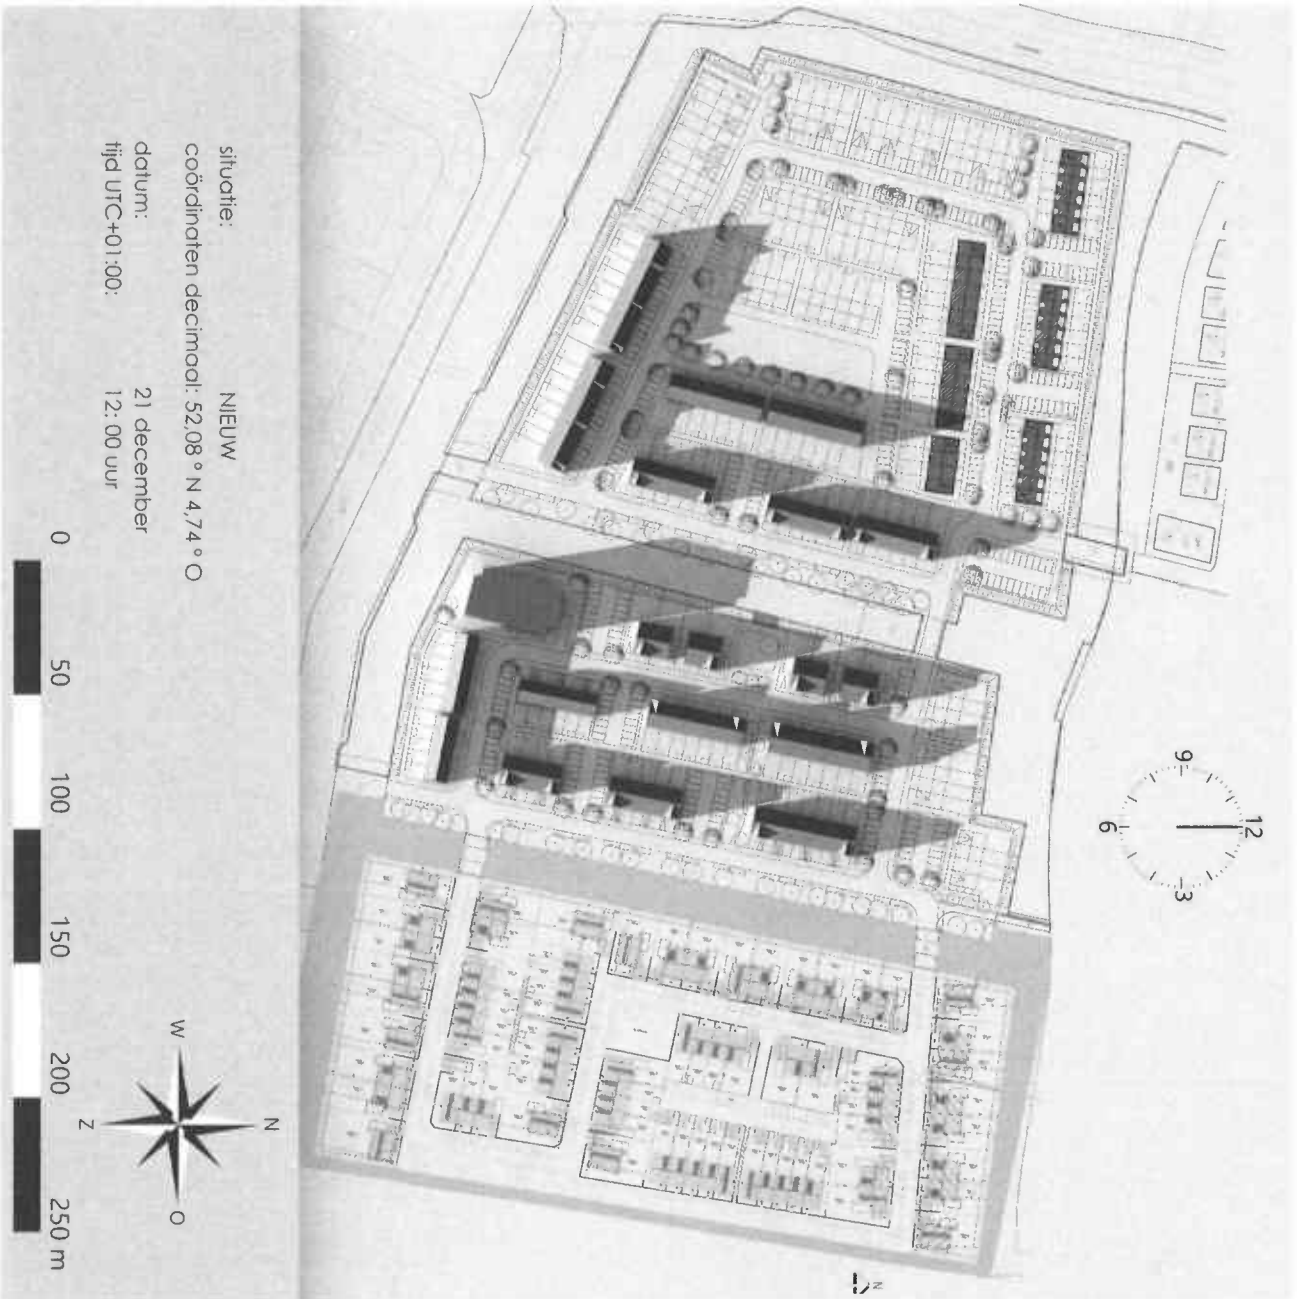 situatie: NIEUW
coördinaten decimaal: 52,08 ° N 4,74 ° O
datum: 21 december
tijd UTC+01:00: 12: 00 uur
0 50 100 150 200 250 m
N
W
O
Z
12
9
3
6
N